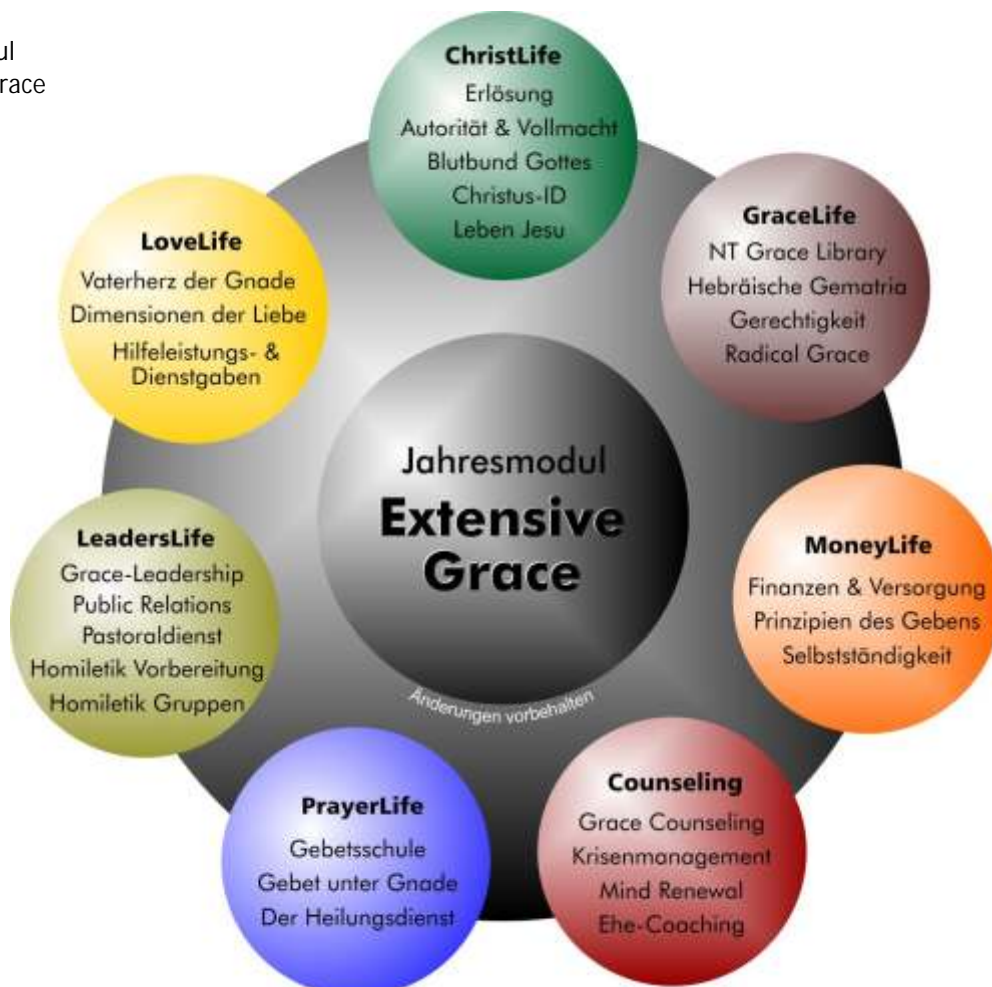 ul
race
ChristLife
Erlösung
Autorität & Vollmacht
Blutbund Gottes
Christus-ID
Leben Jesu
GraceLife
NT Grace Library
Hebräische Gematria
Gerechtigkeit
Radical Grace
LoveLife
Vaterherz der Gnade
Dimensionen der Liebe
Hilfeleistungs- &
Dienstgaben
Jahresmodul
Extensive
Grace
Änderungen vorbehalten
MoneyLife
Finanzen & Versorgung
Prinzipien des Gebens
Selbstständigkeit
LeadersLife
Grace-Leadership
Public Relations
Pastoraldienst
Homiletik Vorbereitung
Homiletik Gruppen
Counseling
Grace Counseling
Krisenmanagement
Mind Renewal
Ehe-Coaching
PrayerLife
Gebetsschule
Gebet unter Gnade
Der Heilungsdienst